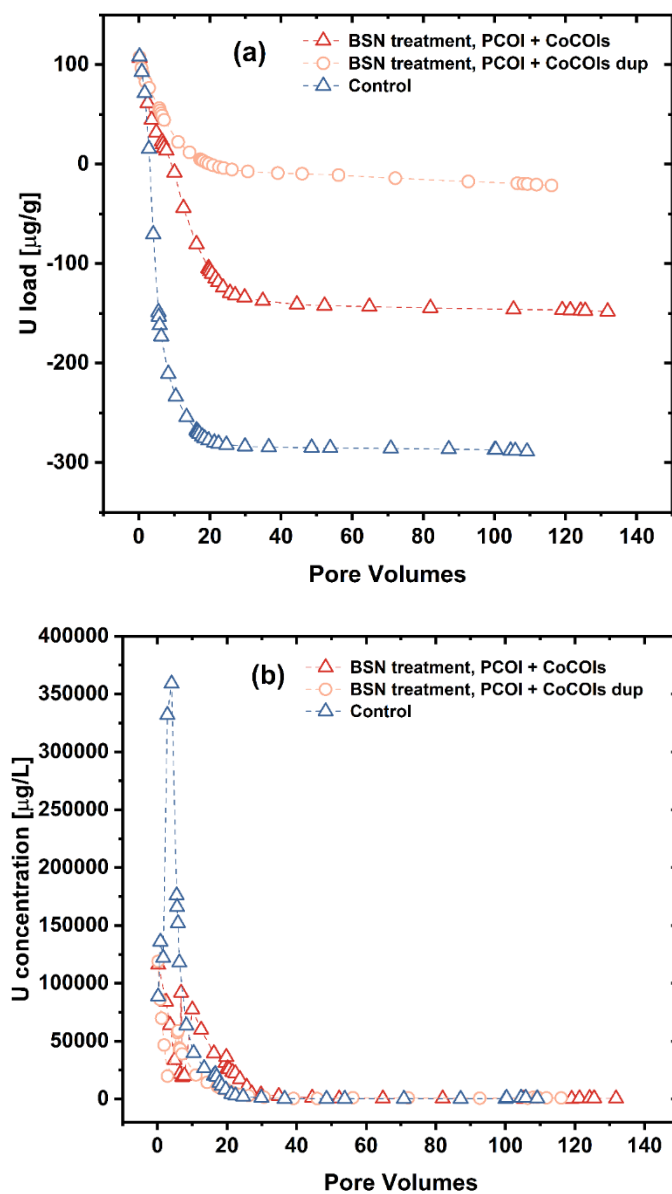 (a)
BSN treatment, PCOI + CoCOIs
BSN treatment, PCOI + CoCOIs dup
Control
U load [µg/g]
100
0
-100
-200
-300
0 20 40 60 80 100 120 140
Pore Volumes
(b)
BSN treatment, PCOI + CoCOIs
BSN treatment, PCOI + CoCOIs dup
Control
U concentration [µg/L]
400000
350000
300000
250000
200000
150000
100000
50000
0
0 20 40 60 80 100 120 140
Pore Volumes